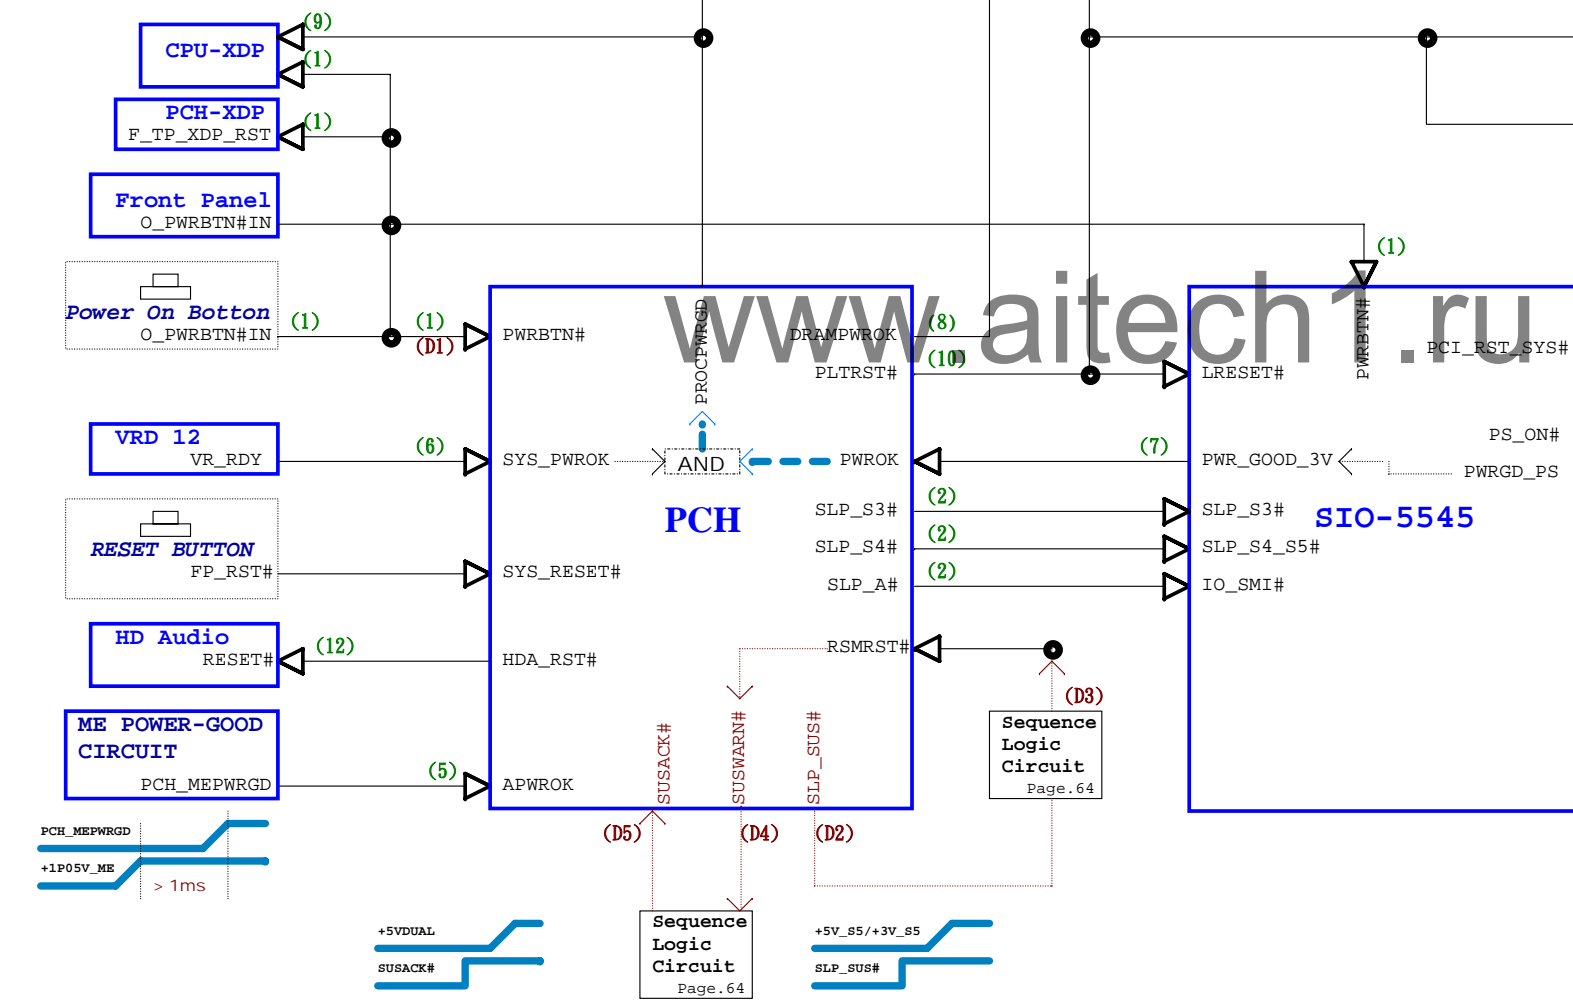 (9)
CPU-XDP
(1)
PCH-XDP
F_TP_XDP_RST
(1)
Front Panel
O_PWRBTN#IN
(1)
Power On Botton
O_PWRBTN#IN
(1)
(1)
(D1)
PWRBTN#
PROCPWRGD
DRAMPWROK
(8)
PLTRST#
(10)
LRESET#
PWRBTN#
PCI_RST_SYS#
www.aitech1.ru
VRD 12
VR_RDY
(6)
SYS_PWROK
AND
PWROK
(7)
PWR_GOOD_3V
PS_ON#
PWRGD_PS
PCH
SLP_S3#
(2)
SLP_S3#
SIO-5545
SLP_S4#
(2)
SLP_S4_S5#
SLP_A#
(2)
IO_SMI#
RESET BUTTON
FP_RST#
SYS_RESET#
HD Audio
RESET#
(12)
HDA_RST#
RSMRST#
(D3)
Sequence
Logic
Circuit
Page.64
ME POWER-GOOD
CIRCUIT
PCH_MEPWRGD
(5)
APWROK
SUSACK#
SUSWARN#
SLP_SUS#
(D5)
(D4)
(D2)
PCH_MEPWRGD
+1P05V_ME
> 1ms
+5VDUAL
SUSACK#
Sequence
Logic
Circuit
Page.64
+5V_S5/+3V_S5
SLP_SUS#